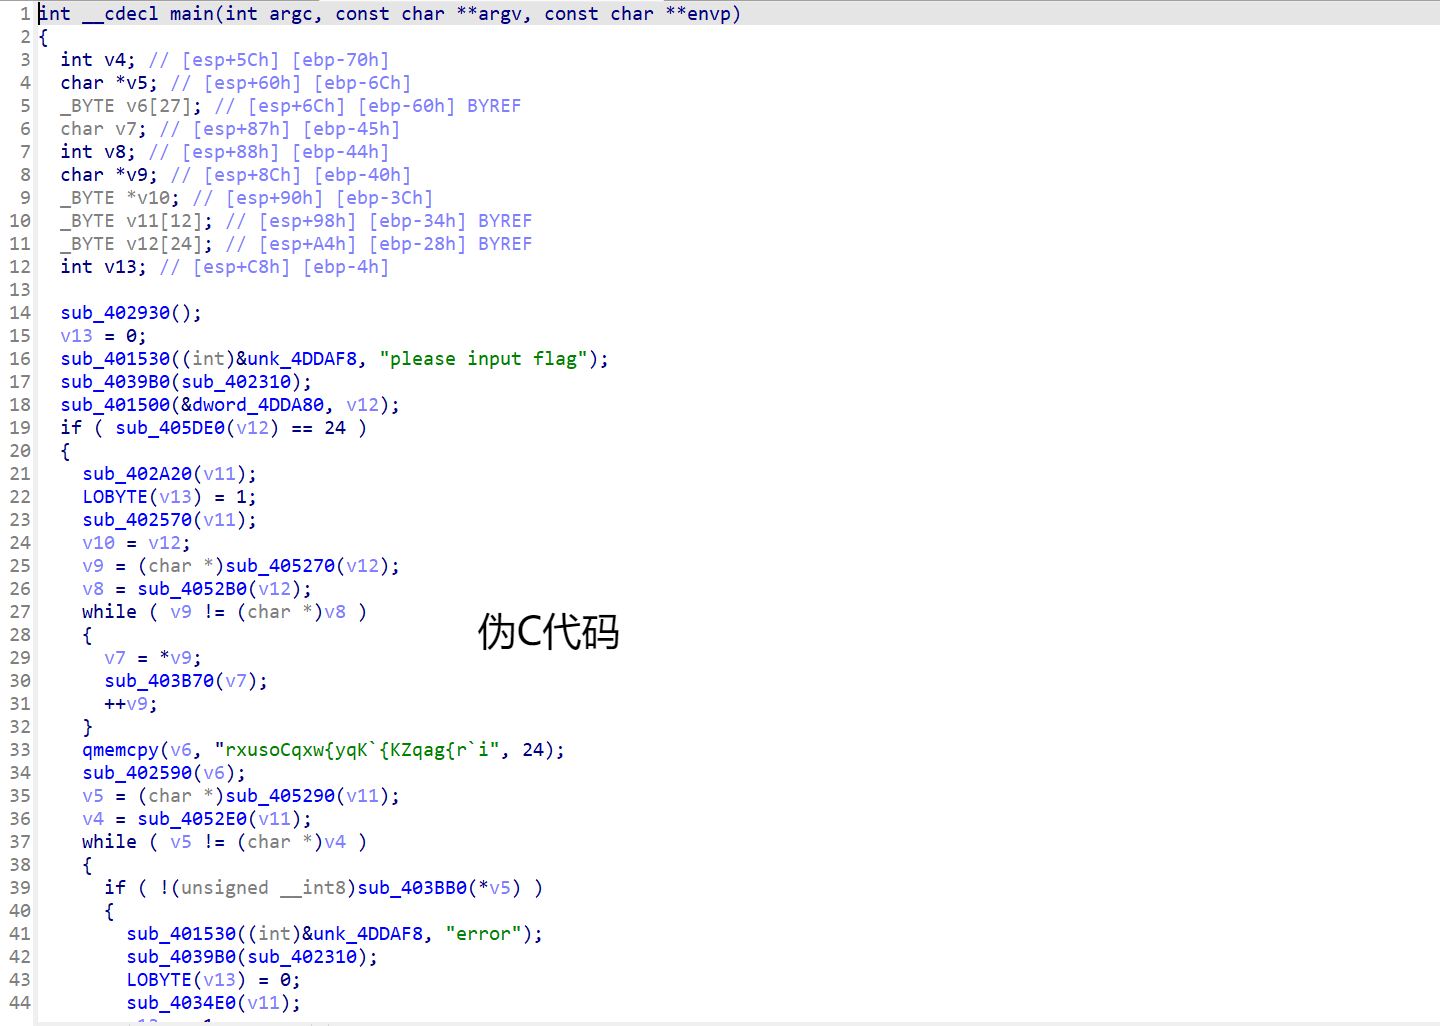 1 int __cdecl main(int argc, const char **argv, const char **envp)
2 {
3   int v4; // [esp+5Ch] [ebp-70h]
4   char *v5; // [esp+60h] [ebp-6Ch]
5   _BYTE v6[27]; // [esp+6Ch] [ebp-60h] BYREF
6   char v7; // [esp+87h] [ebp-45h]
7   int v8; // [esp+88h] [ebp-44h]
8   char *v9; // [esp+8Ch] [ebp-40h]
9   _BYTE *v10; // [esp+90h] [ebp-3Ch]
10   _BYTE v11[12]; // [esp+98h] [ebp-34h] BYREF
11   _BYTE v12[24]; // [esp+A4h] [ebp-28h] BYREF
12   int v13; // [esp+C8h] [ebp-4h]
13
14   sub_402930();
15   v13 = 0;
16   sub_401530((int)&unk_4DDAF8, "please input flag");
17   sub_4039B0(sub_402310);
18   sub_401500(&dword_4DDA80, v12);
19   if ( sub_405DE0(v12) == 24 )
20   {
21     sub_402A20(v11);
22     LOBYTE(v13) = 1;
23     sub_402570(v11);
24     v10 = v12;
25     v9 = (char *)sub_405270(v12);
26     v8 = sub_4052B0(v12);
27     while ( v9 != (char *)v8 )
28     {
伪C代码
29       v7 = *v9;
30       sub_403B70(v7);
31       ++v9;
32     }
33     qmemcpy(v6, "rxusoCqxw{yqK`{KZqag{r`i", 24);
34     sub_402590(v6);
35     v5 = (char *)sub_405290(v11);
36     v4 = sub_4052E0(v11);
37     while ( v5 != (char *)v4 )
38     {
39       if ( !(unsigned __int8)sub_403BB0(*v5) )
40       {
41         sub_401530((int)&unk_4DDAF8, "error");
42         sub_4039B0(sub_402310);
43         LOBYTE(v13) = 0;
44         sub_4034E0(v11);